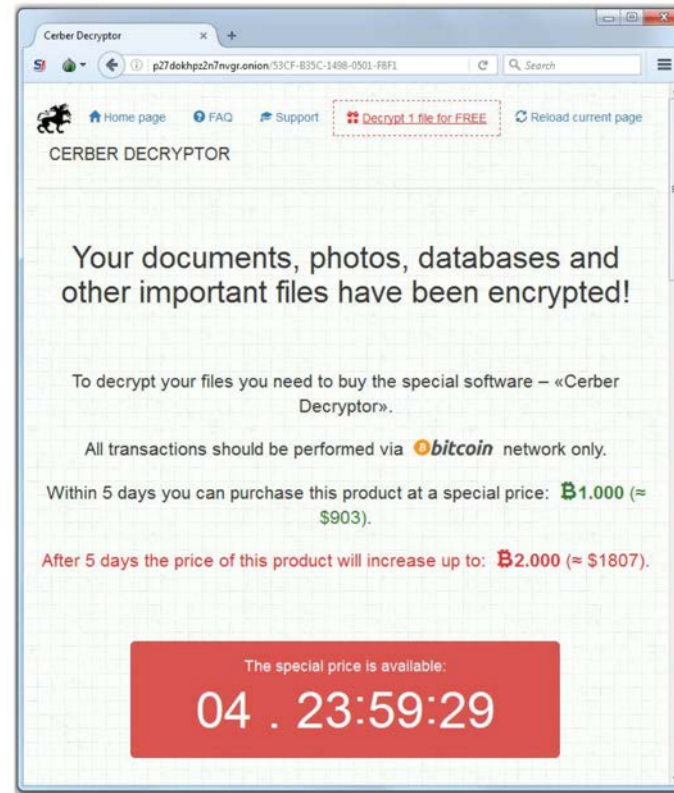 Cerber Decryptor
p27dokhpz2n7nvgr.onion/53CF-B35C-1498-0501-F8F1
Search
Home page FAQ Support Decrypt 1 file for FREE Reload current page
CERBER DECRYPTOR
Your documents, photos, databases and
other important files have been encrypted!
To decrypt your files you need to buy the special software – «Cerber
Decryptor».
All transactions should be performed via bitcoin network only.
Within 5 days you can purchase this product at a special price: ₿1.000 (≈
$903).
After 5 days the price of this product will increase up to: ₿2.000 (≈ $1807).
The special price is available:
04 . 23:59:29